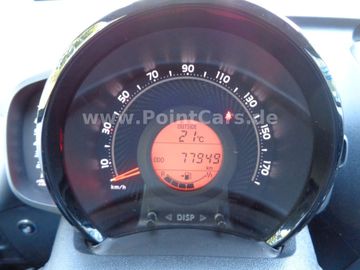 90
70 110
50 130
www.PointCars.de
30 150
OUTSIDE
21°C
10 ODO 77949 170
km
km/h
DISP